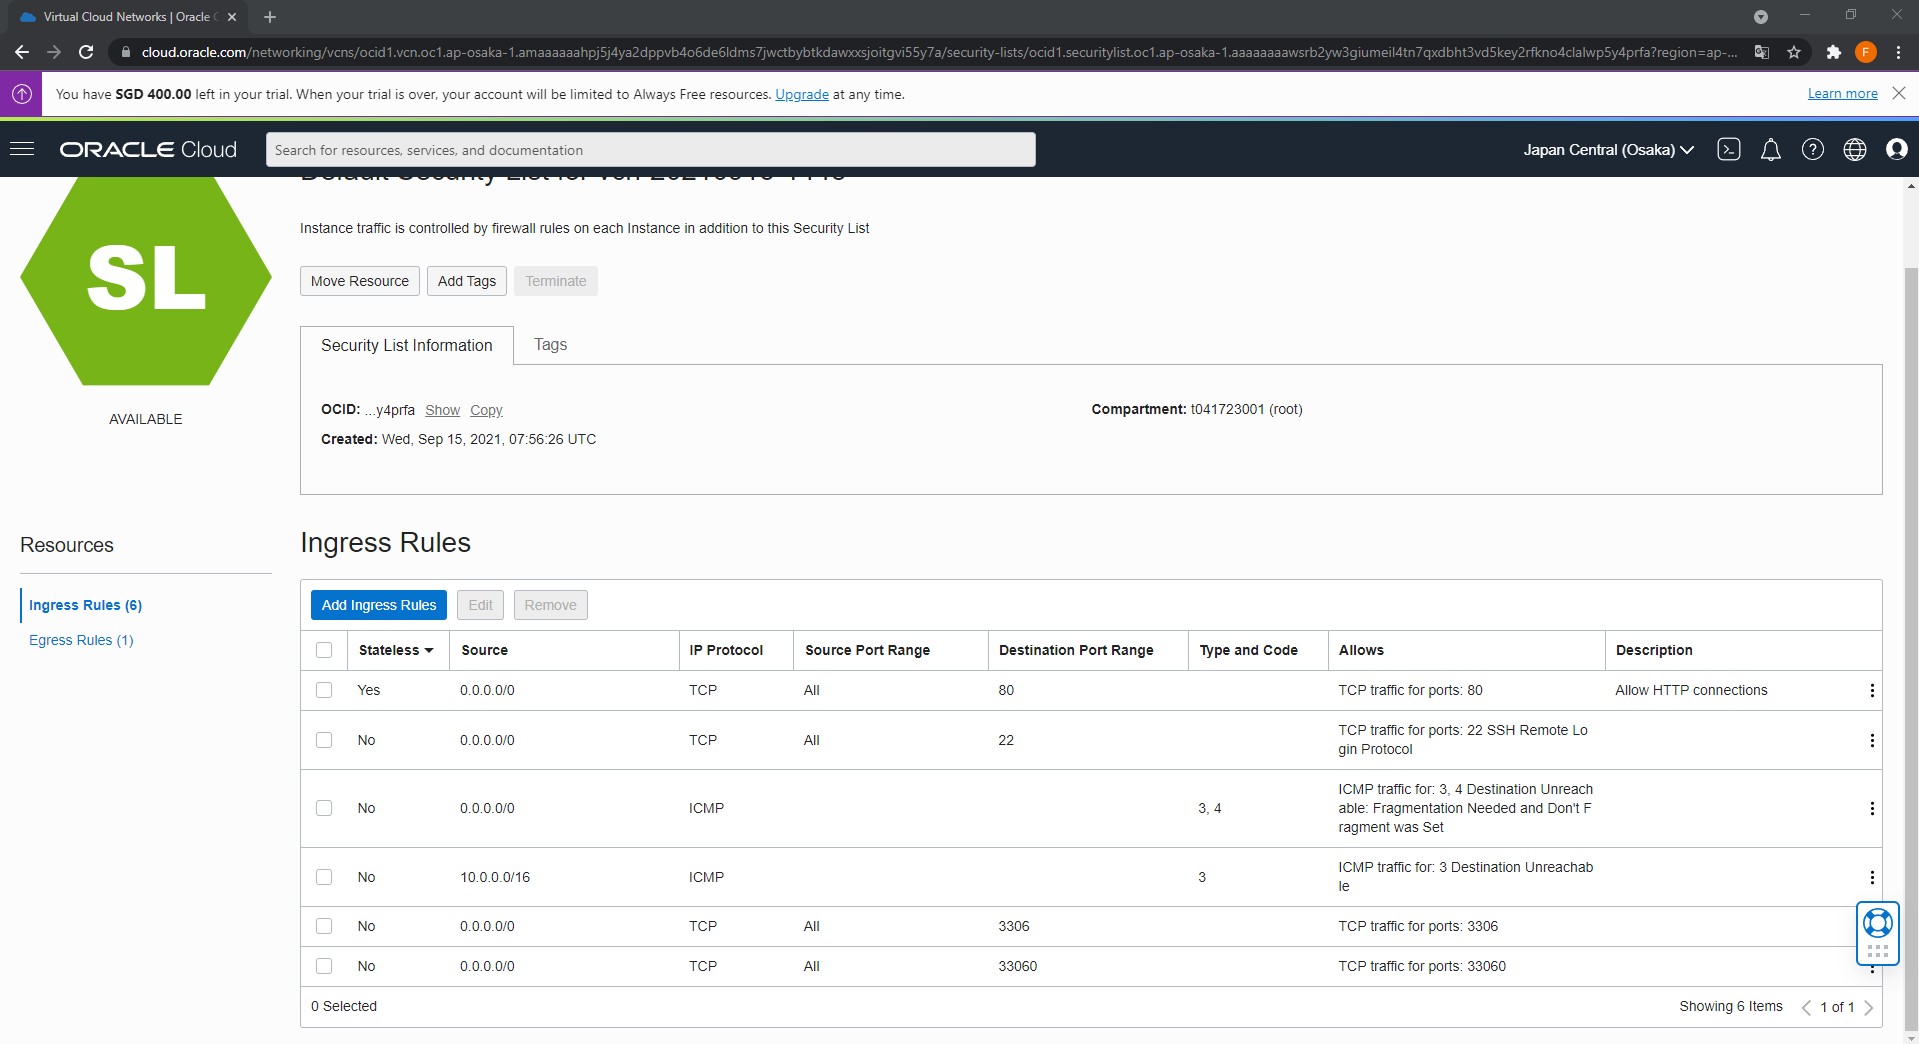 Virtual Cloud Networks | Oracle C
cloud.oracle.com/networking/vcns/ocid1.vcn.oc1.ap-osaka-1.amaaaaaahpj5j4ya2dppvb4o6de6ldms7jwctbybtkdawxxsjoitgvi55y7a/security-lists/ocid1.securitylist.oc1.ap-osaka-1.aaaaaaaawsrb2yw3giumeil4tn7qxdbht3vd5key2rfkno4clalwp5y4prfa?region=ap-...
F
You have SGD 400.00 left in your trial. When your trial is over, your account will be limited to Always Free resources. Upgrade at any time.
Learn more
ORACLE Cloud
Search for resources, services, and documentation
Japan Central (Osaka)
SL
AVAILABLE
Instance traffic is controlled by firewall rules on each Instance in addition to this Security List
Move Resource Add Tags Terminate
Security List Information Tags
OCID: ...y4prfa Show Copy
Compartment: t041723001 (root)
Created: Wed, Sep 15, 2021, 07:56:26 UTC
Resources
Ingress Rules (6)
Egress Rules (1)
Ingress Rules
Add Ingress Rules Edit Remove
Stateless Source IP Protocol Source Port Range Destination Port Range Type and Code Allows Description
Yes 0.0.0.0/0 TCP All 80 TCP traffic for ports: 80 Allow HTTP connections
No 0.0.0.0/0 TCP All 22 TCP traffic for ports: 22 SSH Remote Lo
gin Protocol
No 0.0.0.0/0 ICMP 3, 4 ICMP traffic for: 3, 4 Destination Unreach
able: Fragmentation Needed and Don't F
ragment was Set
No 10.0.0.0/16 ICMP 3 ICMP traffic for: 3 Destination Unreachab
le
No 0.0.0.0/0 TCP All 3306 TCP traffic for ports: 3306
No 0.0.0.0/0 TCP All 33060 TCP traffic for ports: 33060
0 Selected
Showing 6 Items 1 of 1